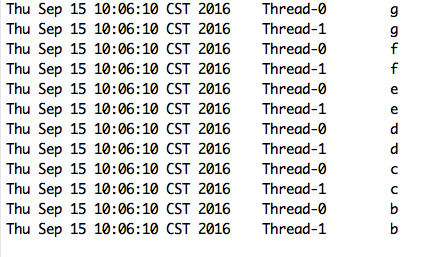 Thu Sep 15 10:06:10 CST 2016 Thread-0 g
Thu Sep 15 10:06:10 CST 2016 Thread-1 g
Thu Sep 15 10:06:10 CST 2016 Thread-0 f
Thu Sep 15 10:06:10 CST 2016 Thread-1 f
Thu Sep 15 10:06:10 CST 2016 Thread-0 e
Thu Sep 15 10:06:10 CST 2016 Thread-1 e
Thu Sep 15 10:06:10 CST 2016 Thread-0 d
Thu Sep 15 10:06:10 CST 2016 Thread-1 d
Thu Sep 15 10:06:10 CST 2016 Thread-0 c
Thu Sep 15 10:06:10 CST 2016 Thread-1 c
Thu Sep 15 10:06:10 CST 2016 Thread-0 b
Thu Sep 15 10:06:10 CST 2016 Thread-1 b